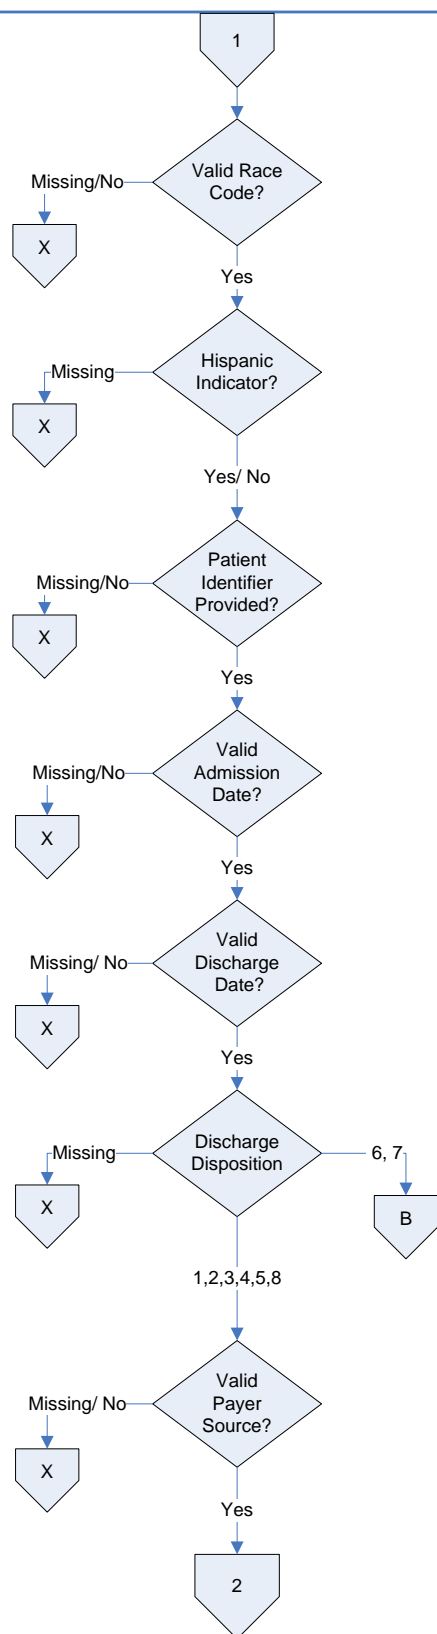 1
Valid Race
Code?
Missing/No
X
Yes
Hispanic
Indicator?
Missing
X
Yes/ No
Patient
Identifier
Provided?
Missing/No
X
Yes
Valid
Admission
Date?
Missing/No
X
Yes
Valid
Discharge
Date?
Missing/ No
X
Yes
Discharge
Disposition
Missing
6, 7
X
B
1,2,3,4,5,8
Valid
Payer
Source?
Missing/ No
X
Yes
2